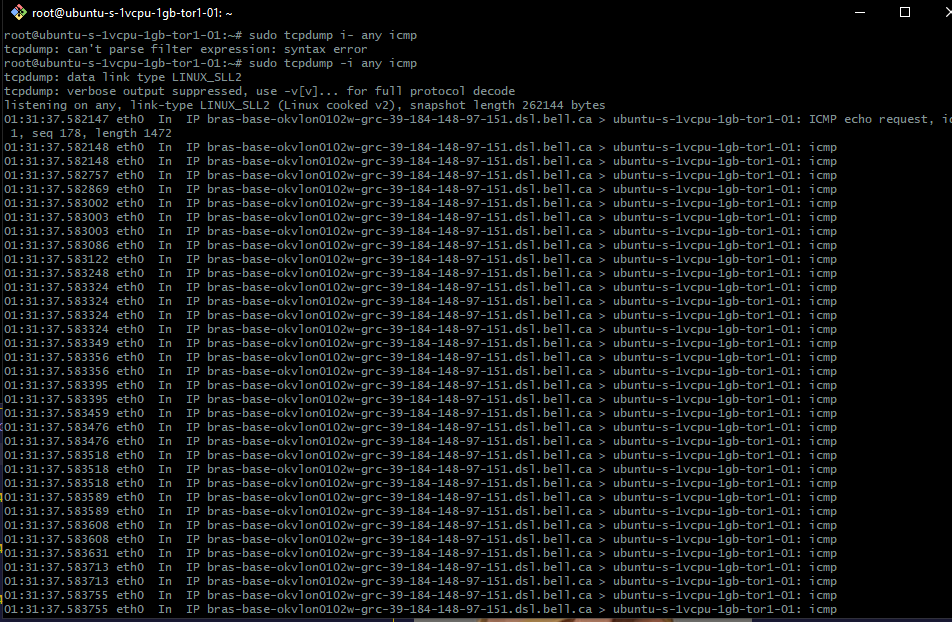 root@ubuntu-s-1vcpu-1gb-tor1-01: ~
root@ubuntu-s-1vcpu-1gb-tor1-01:~# sudo tcpdump i- any icmp
tcpdump: can't parse filter expression: syntax error
root@ubuntu-s-1vcpu-1gb-tor1-01:~# sudo tcpdump -i any icmp
tcpdump: data link type LINUX_SLL2
tcpdump: verbose output suppressed, use -v[v]... for full protocol decode
listening on any, link-type LINUX_SLL2 (Linux cooked v2), snapshot length 262144 bytes
01:31:37.582147 eth0  In  IP bras-base-okvlon0102w-grc-39-184-148-97-151.dsl.bell.ca > ubuntu-s-1vcpu-1gb-tor1-01: ICMP echo request, id
 1, seq 178, length 1472
01:31:37.582148 eth0  In  IP bras-base-okvlon0102w-grc-39-184-148-97-151.dsl.bell.ca > ubuntu-s-1vcpu-1gb-tor1-01: icmp
01:31:37.582148 eth0  In  IP bras-base-okvlon0102w-grc-39-184-148-97-151.dsl.bell.ca > ubuntu-s-1vcpu-1gb-tor1-01: icmp
01:31:37.582757 eth0  In  IP bras-base-okvlon0102w-grc-39-184-148-97-151.dsl.bell.ca > ubuntu-s-1vcpu-1gb-tor1-01: icmp
01:31:37.582869 eth0  In  IP bras-base-okvlon0102w-grc-39-184-148-97-151.dsl.bell.ca > ubuntu-s-1vcpu-1gb-tor1-01: icmp
01:31:37.583002 eth0  In  IP bras-base-okvlon0102w-grc-39-184-148-97-151.dsl.bell.ca > ubuntu-s-1vcpu-1gb-tor1-01: icmp
01:31:37.583003 eth0  In  IP bras-base-okvlon0102w-grc-39-184-148-97-151.dsl.bell.ca > ubuntu-s-1vcpu-1gb-tor1-01: icmp
01:31:37.583003 eth0  In  IP bras-base-okvlon0102w-grc-39-184-148-97-151.dsl.bell.ca > ubuntu-s-1vcpu-1gb-tor1-01: icmp
01:31:37.583086 eth0  In  IP bras-base-okvlon0102w-grc-39-184-148-97-151.dsl.bell.ca > ubuntu-s-1vcpu-1gb-tor1-01: icmp
01:31:37.583122 eth0  In  IP bras-base-okvlon0102w-grc-39-184-148-97-151.dsl.bell.ca > ubuntu-s-1vcpu-1gb-tor1-01: icmp
01:31:37.583248 eth0  In  IP bras-base-okvlon0102w-grc-39-184-148-97-151.dsl.bell.ca > ubuntu-s-1vcpu-1gb-tor1-01: icmp
01:31:37.583324 eth0  In  IP bras-base-okvlon0102w-grc-39-184-148-97-151.dsl.bell.ca > ubuntu-s-1vcpu-1gb-tor1-01: icmp
01:31:37.583324 eth0  In  IP bras-base-okvlon0102w-grc-39-184-148-97-151.dsl.bell.ca > ubuntu-s-1vcpu-1gb-tor1-01: icmp
01:31:37.583324 eth0  In  IP bras-base-okvlon0102w-grc-39-184-148-97-151.dsl.bell.ca > ubuntu-s-1vcpu-1gb-tor1-01: icmp
01:31:37.583324 eth0  In  IP bras-base-okvlon0102w-grc-39-184-148-97-151.dsl.bell.ca > ubuntu-s-1vcpu-1gb-tor1-01: icmp
01:31:37.583349 eth0  In  IP bras-base-okvlon0102w-grc-39-184-148-97-151.dsl.bell.ca > ubuntu-s-1vcpu-1gb-tor1-01: icmp
01:31:37.583356 eth0  In  IP bras-base-okvlon0102w-grc-39-184-148-97-151.dsl.bell.ca > ubuntu-s-1vcpu-1gb-tor1-01: icmp
01:31:37.583356 eth0  In  IP bras-base-okvlon0102w-grc-39-184-148-97-151.dsl.bell.ca > ubuntu-s-1vcpu-1gb-tor1-01: icmp
01:31:37.583395 eth0  In  IP bras-base-okvlon0102w-grc-39-184-148-97-151.dsl.bell.ca > ubuntu-s-1vcpu-1gb-tor1-01: icmp
01:31:37.583395 eth0  In  IP bras-base-okvlon0102w-grc-39-184-148-97-151.dsl.bell.ca > ubuntu-s-1vcpu-1gb-tor1-01: icmp
01:31:37.583459 eth0  In  IP bras-base-okvlon0102w-grc-39-184-148-97-151.dsl.bell.ca > ubuntu-s-1vcpu-1gb-tor1-01: icmp
01:31:37.583476 eth0  In  IP bras-base-okvlon0102w-grc-39-184-148-97-151.dsl.bell.ca > ubuntu-s-1vcpu-1gb-tor1-01: icmp
01:31:37.583476 eth0  In  IP bras-base-okvlon0102w-grc-39-184-148-97-151.dsl.bell.ca > ubuntu-s-1vcpu-1gb-tor1-01: icmp
01:31:37.583518 eth0  In  IP bras-base-okvlon0102w-grc-39-184-148-97-151.dsl.bell.ca > ubuntu-s-1vcpu-1gb-tor1-01: icmp
01:31:37.583518 eth0  In  IP bras-base-okvlon0102w-grc-39-184-148-97-151.dsl.bell.ca > ubuntu-s-1vcpu-1gb-tor1-01: icmp
01:31:37.583518 eth0  In  IP bras-base-okvlon0102w-grc-39-184-148-97-151.dsl.bell.ca > ubuntu-s-1vcpu-1gb-tor1-01: icmp
01:31:37.583589 eth0  In  IP bras-base-okvlon0102w-grc-39-184-148-97-151.dsl.bell.ca > ubuntu-s-1vcpu-1gb-tor1-01: icmp
01:31:37.583589 eth0  In  IP bras-base-okvlon0102w-grc-39-184-148-97-151.dsl.bell.ca > ubuntu-s-1vcpu-1gb-tor1-01: icmp
01:31:37.583608 eth0  In  IP bras-base-okvlon0102w-grc-39-184-148-97-151.dsl.bell.ca > ubuntu-s-1vcpu-1gb-tor1-01: icmp
01:31:37.583608 eth0  In  IP bras-base-okvlon0102w-grc-39-184-148-97-151.dsl.bell.ca > ubuntu-s-1vcpu-1gb-tor1-01: icmp
01:31:37.583631 eth0  In  IP bras-base-okvlon0102w-grc-39-184-148-97-151.dsl.bell.ca > ubuntu-s-1vcpu-1gb-tor1-01: icmp
01:31:37.583713 eth0  In  IP bras-base-okvlon0102w-grc-39-184-148-97-151.dsl.bell.ca > ubuntu-s-1vcpu-1gb-tor1-01: icmp
01:31:37.583713 eth0  In  IP bras-base-okvlon0102w-grc-39-184-148-97-151.dsl.bell.ca > ubuntu-s-1vcpu-1gb-tor1-01: icmp
01:31:37.583755 eth0  In  IP bras-base-okvlon0102w-grc-39-184-148-97-151.dsl.bell.ca > ubuntu-s-1vcpu-1gb-tor1-01: icmp
01:31:37.583755 eth0  In  IP bras-base-okvlon0102w-grc-39-184-148-97-151.dsl.bell.ca > ubuntu-s-1vcpu-1gb-tor1-01: icmp